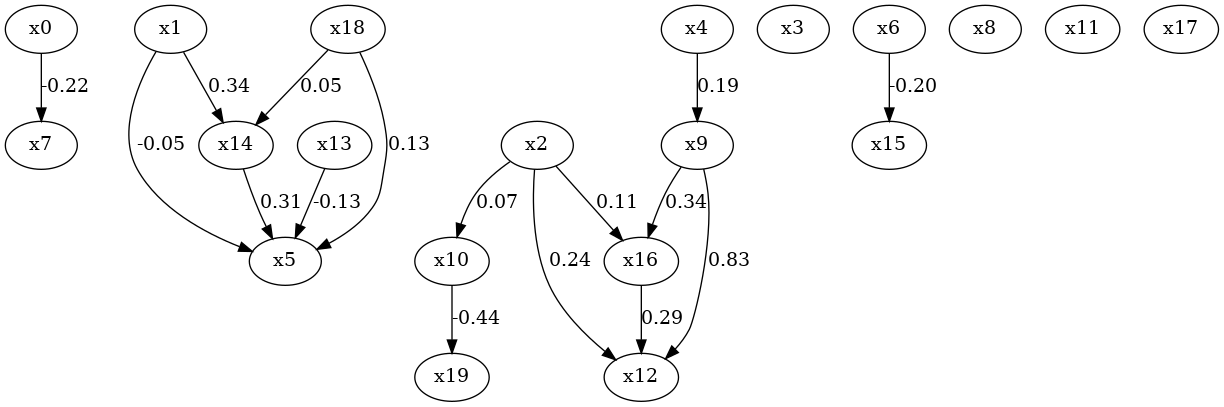 x0 x1 x18 x4 x3 x6 x8 x11 x17
-0.22 0.34 0.05 0.19 -0.20
x7 -0.05 x14 x13 0.13 x2 x9 x15
0.31 -0.13 0.07 0.11 0.34
x5 x10 0.24 x16 0.83
-0.44 0.29
x19 x12